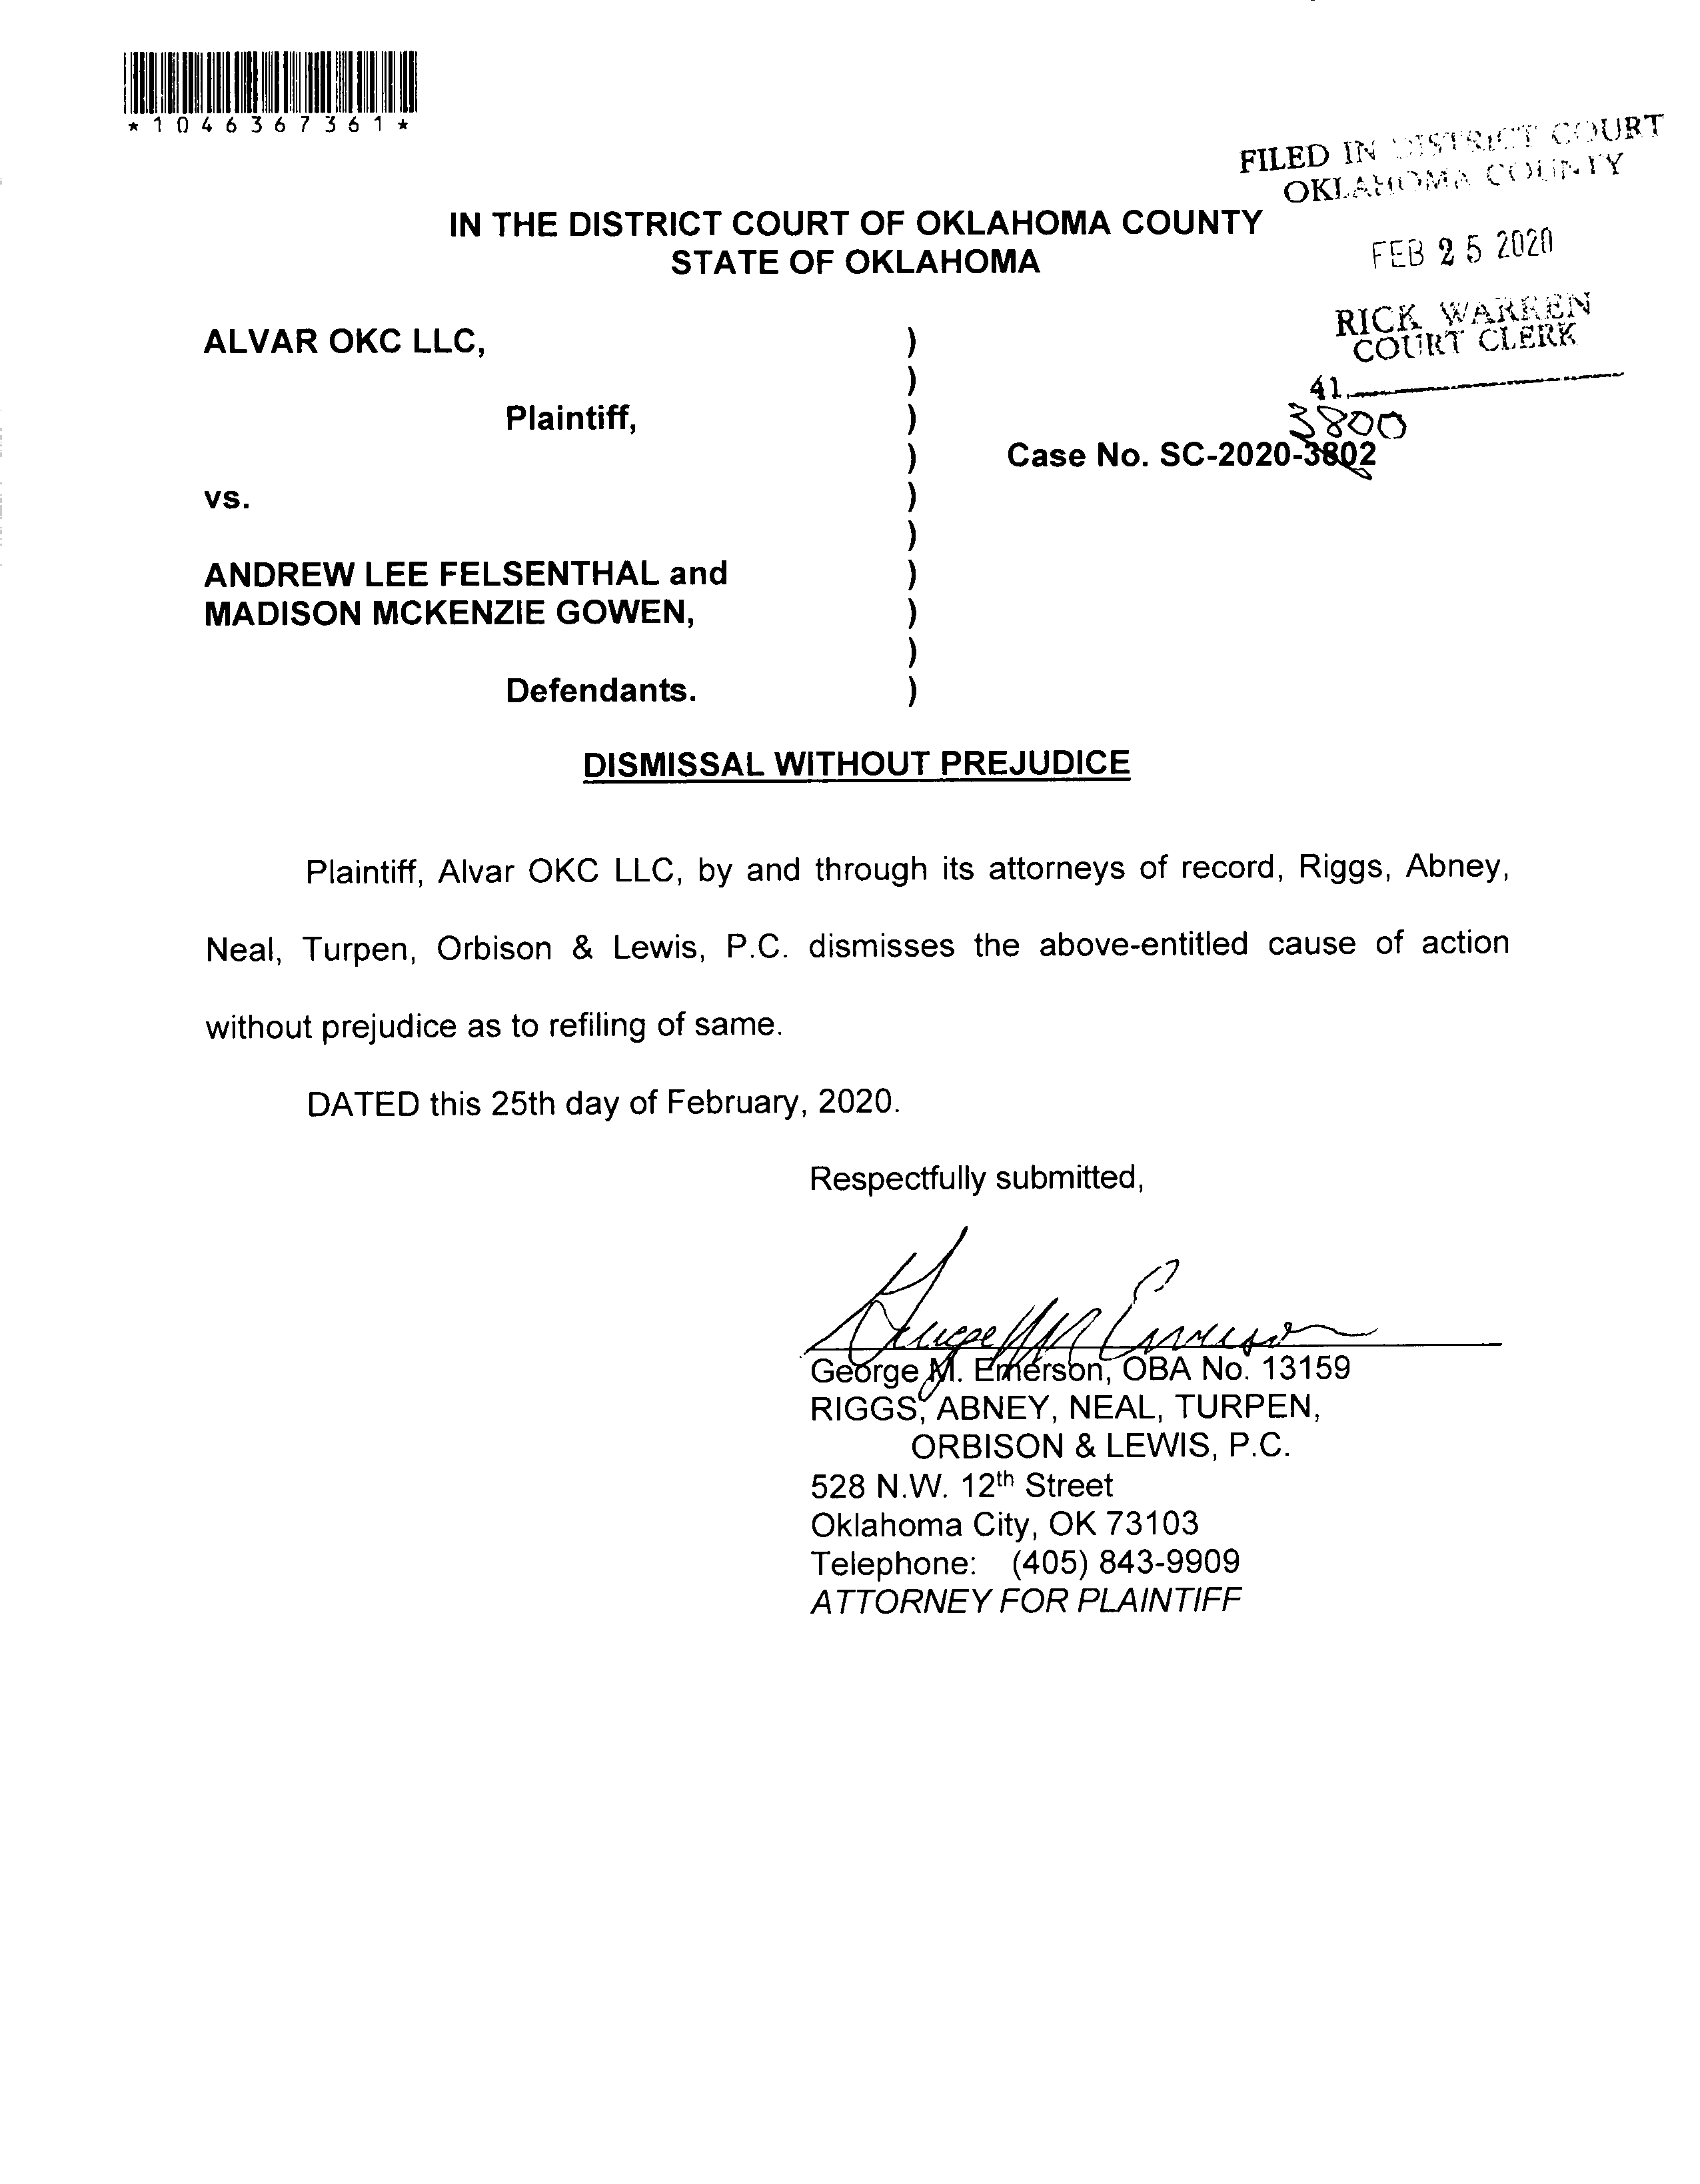 *1046367361*
FILED IN DISTRICT COURT
OKLAHOMA COUNTY
FEB 25 2020
RICK WARREN
COURT CLERK
41
IN THE DISTRICT COURT OF OKLAHOMA COUNTY
STATE OF OKLAHOMA
ALVAR OKC LLC, )
)
Plaintiff, )
3800
) Case No. SC-2020-3802
vs. )
)
ANDREW LEE FELSENTHAL and )
MADISON MCKENZIE GOWEN, )
)
Defendants. )
DISMISSAL WITHOUT PREJUDICE
Plaintiff, Alvar OKC LLC, by and through its attorneys of record, Riggs, Abney,
Neal, Turpen, Orbison & Lewis, P.C. dismisses the above-entitled cause of action
without prejudice as to refiling of same.
DATED this 25th day of February, 2020.
Respectfully submitted,
George M Emerson
George M. Emerson, OBA No. 13159
RIGGS, ABNEY, NEAL, TURPEN,
ORBISON & LEWIS, P.C.
528 N.W. 12th Street
Oklahoma City, OK 73103
Telephone: (405) 843-9909
ATTORNEY FOR PLAINTIFF